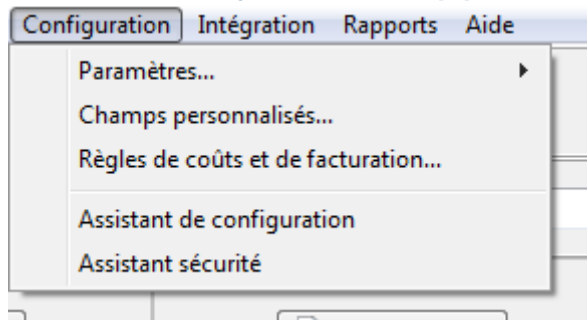 Configuration Intégration Rapports Aide
Paramètres...
Champs personnalisés...
Règles de coûts et de facturation...
Assistant de configuration
Assistant sécurité